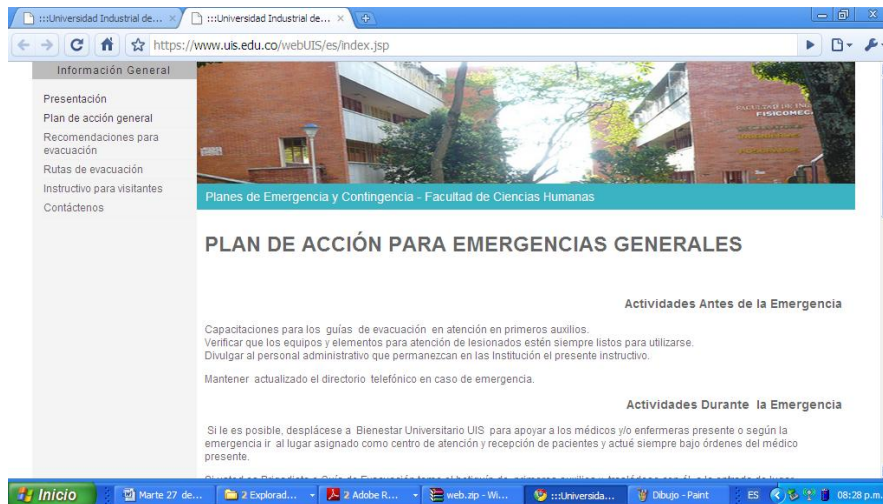 :::Universidad Industrial de...
:::Universidad Industrial de...
https://www.uis.edu.co/webUIS/es/index.jsp
Información General
Presentación
Plan de acción general
Recomendaciones para
evacuación
Rutas de evacuación
Instructivo para visitantes
Contáctenos
FISICOMEC
Planes de Emergencia y Contingencia - Facultad de Ciencias Humanas
PLAN DE ACCIÓN PARA EMERGENCIAS GENERALES
Actividades Antes de la Emergencia
Capacitaciones para los guías de evacuación en atención en primeros auxilios.
Verificar que los equipos y elementos para atención de lesionados estén siempre listos para utilizarse.
Divulgar al personal administrativo que permanezcan en las Institución el presente instructivo.
Mantener actualizado el directorio telefónico en caso de emergencia.
Actividades Durante la Emergencia
Si le es posible, desplácese a Bienestar Universitario UIS para apoyar a los médicos y/o enfermeras presente o según la
emergencia ir al lugar asignado como centro de atención y recepción de pacientes y actué siempre bajo órdenes del médico
presente.
Inicio
Marte 27 de...
2 Explorad...
2 Adobe R...
web.zip - Wi...
:::Universida...
Dibujo - Paint
ES
08:28 p.m.